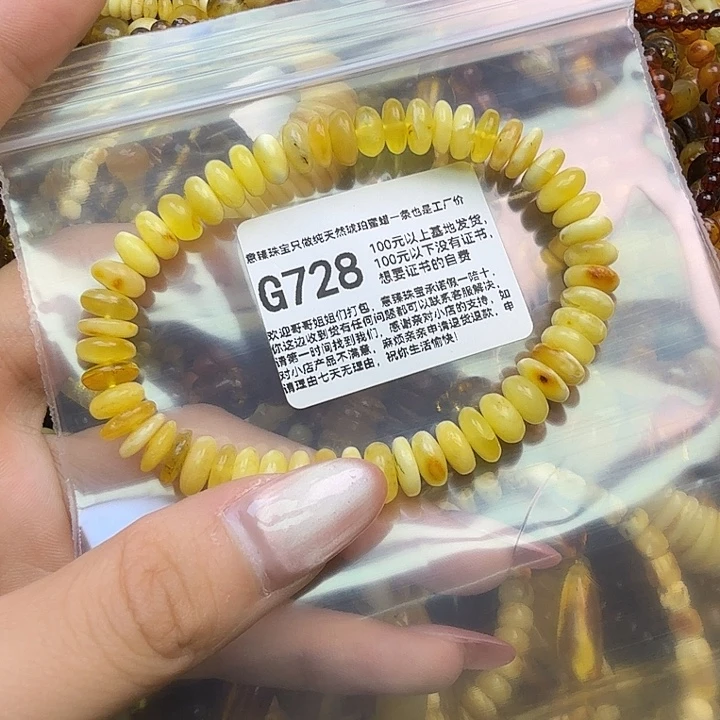 意臻珠宝只做纯天然琥珀蜜蜡一条也是工厂价
G728
100元以上基地发货,
100元以下没有证书,
想要证书的自费
欢迎哥哥姐姐们打包, 意臻珠宝承诺假一陪十,
你这边收到货有任何问题都可以联系客服解决,
请第一时间找到我们, 感谢亲对小店的支持, 如
对小店产品不满意, 麻烦亲亲申请退货退款, 申
请理由七天无理由, 祝你生活愉快!